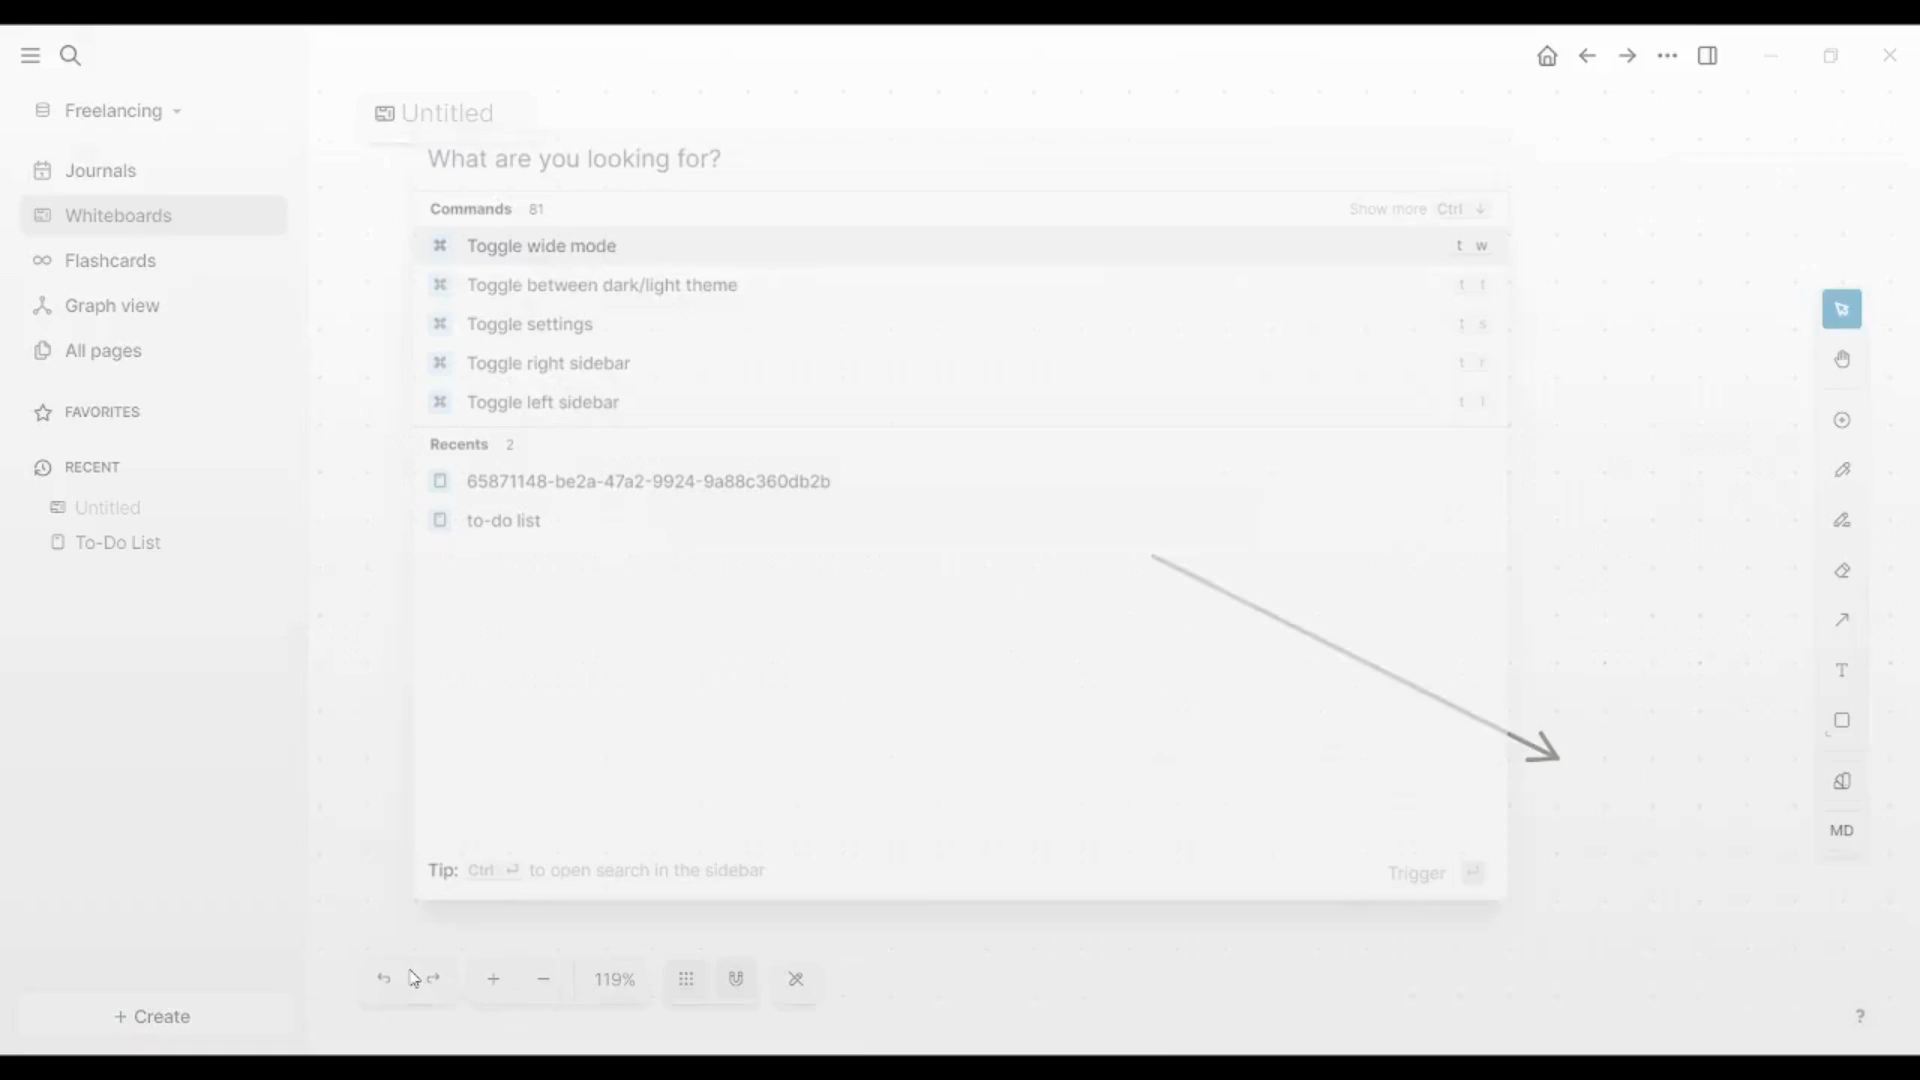 Freelancing
Journals
Whiteboards
Flashcards
Graph view
All pages
FAVORITES
RECENT
Untitled
To-Do List
+ Create
Untitled
What are you looking for?
Commands 81 Show more Ctrl ↓
Toggle wide mode t w
Toggle between dark/light theme t t
Toggle settings t s
Toggle right sidebar t r
Toggle left sidebar t l
Recents 2
65871148-be2a-47a2-9924-9a88c360db2b
to-do list
Tip: Ctrl ↵ to open search in the sidebar Trigger ↵
119%
T
MD
?